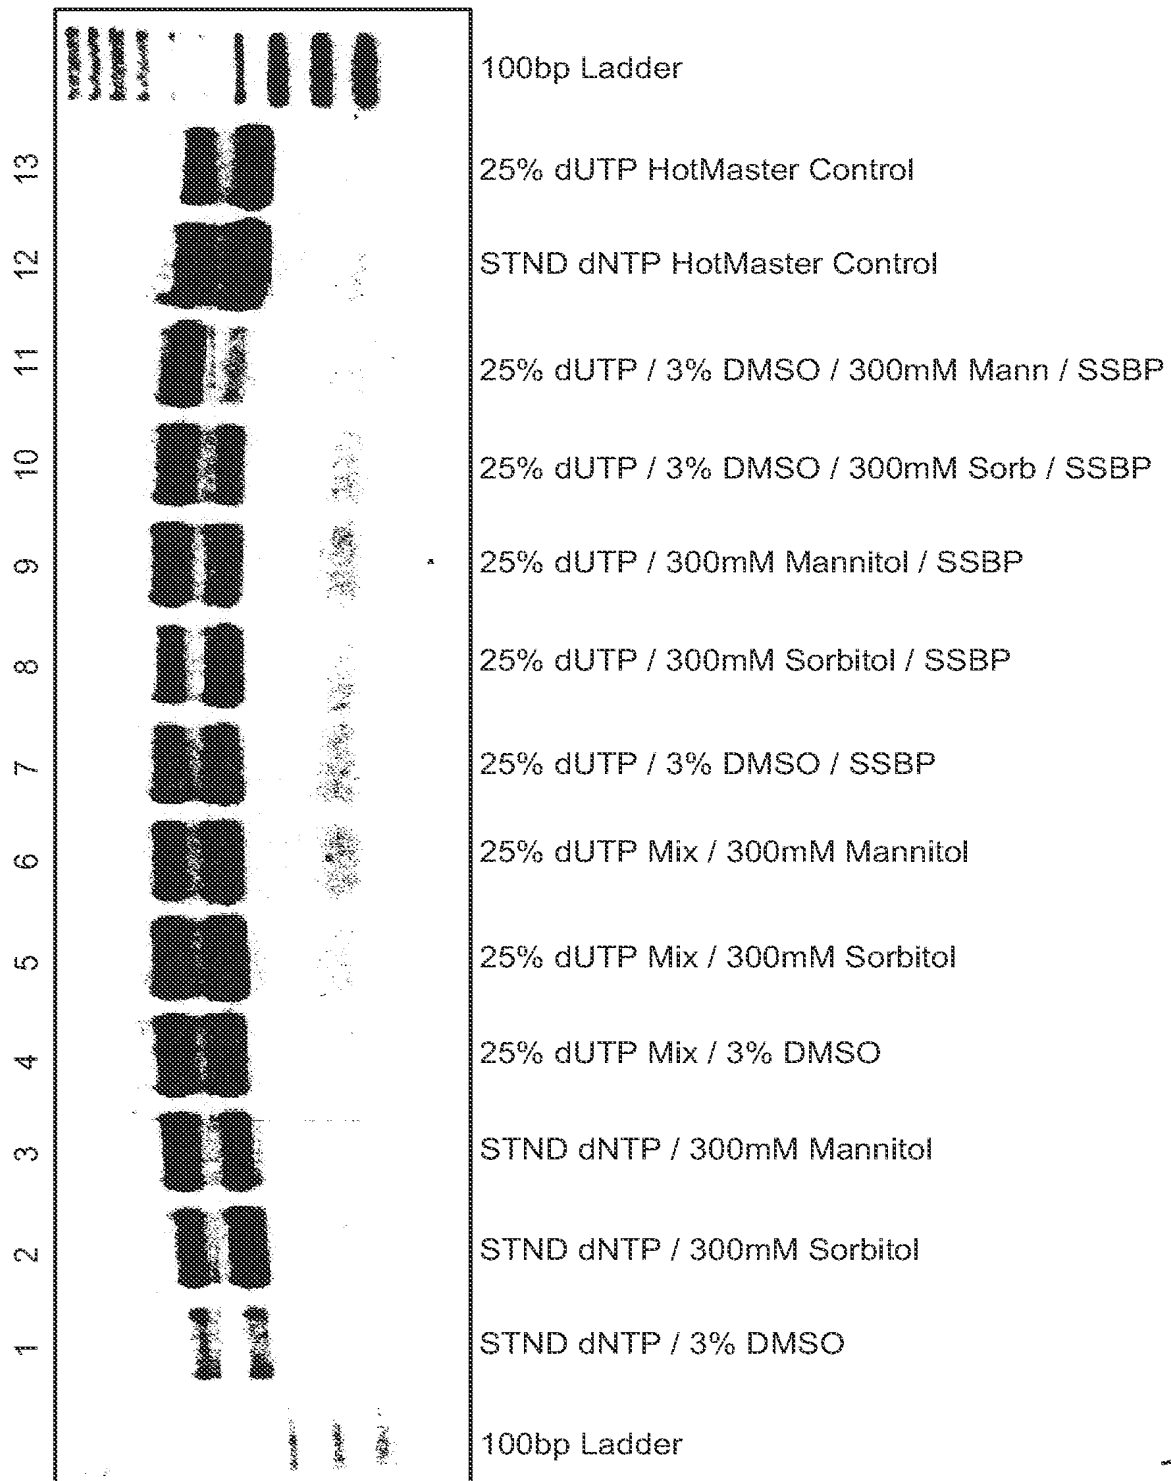 100bp Ladder
13 25% dUTP HotMaster Control
12 STND dNTP HotMaster Control
11 25% dUTP / 3% DMSO / 300mM Mann / SSBP
10 25% dUTP / 3% DMSO / 300mM Sorb / SSBP
9 25% dUTP / 300mM Mannitol / SSBP
8 25% dUTP / 300mM Sorbitol / SSBP
7 25% dUTP / 3% DMSO / SSBP
6 25% dUTP Mix / 300mM Mannitol
5 25% dUTP Mix / 300mM Sorbitol
4 25% dUTP Mix / 3% DMSO
3 STND dNTP / 300mM Mannitol
2 STND dNTP / 300mM Sorbitol
1 STND dNTP / 3% DMSO
100bp Ladder